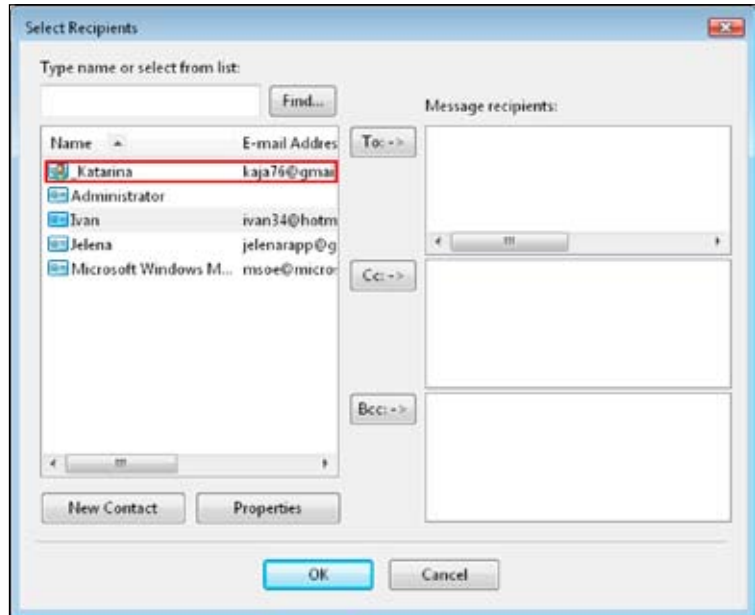 Select Recipients
Type name or select from list:
Find...
Message recipients:
Name E-mail Addres
To: ->
_Katarina kaja76@gmai
Administrator
Ivan ivan34@hotm
Jelena jelenarapp@g
Microsoft Windows M... msoe@micro
Cc: ->
Bcc: ->
New Contact Properties
OK Cancel